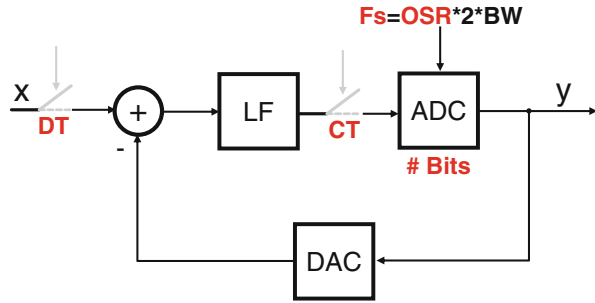 Fs=OSR*2*BW
x
DT
+
-
LF
CT
ADC
# Bits
y
DAC